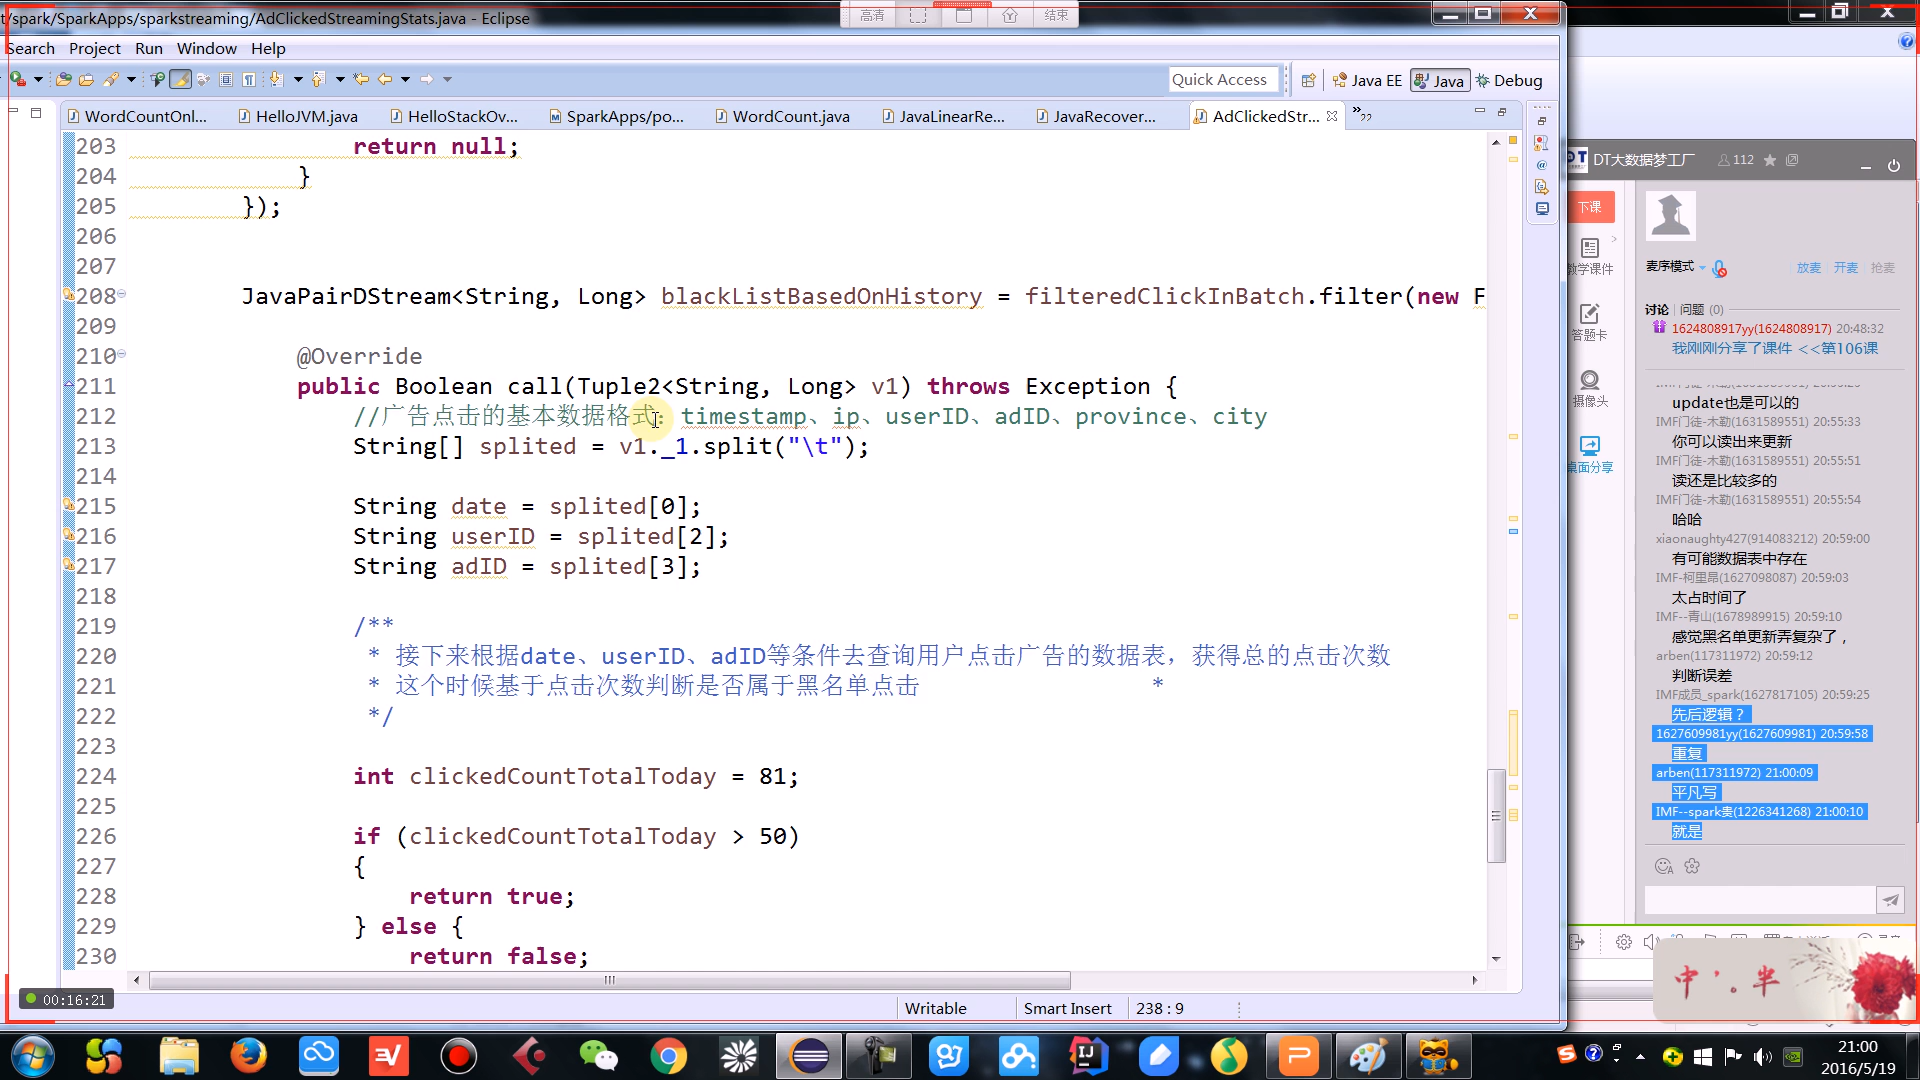 t/spark/SparkApps/sparkstreaming/AdClickedStreamingStats.java - Eclipse
高清
结束
Search Project Run Window Help
Quick Access
Java EE
Java
Debug
WordCountOnl...
HelloJVM.java
HelloStackOv...
SparkApps/po...
WordCount.java
JavaLinearRe...
JavaRecover...
AdClickedStr...
»22
203 return null;
204 }
205 });
206
207
208 JavaPairDStream<String, Long> blackListBasedOnHistory = filteredClickInBatch.filter(new F
209
210 @Override
211 public Boolean call(Tuple2<String, Long> v1) throws Exception {
212 //广告点击的基本数据格式：timestamp、ip、userID、adID、province、city
213 String[] splited = v1._1.split("\t");
214
215 String date = splited[0];
216 String userID = splited[2];
217 String adID = splited[3];
218
219 /**
220 * 接下来根据date、userID、adID等条件去查询用户点击广告的数据表，获得总的点击次数
221 * 这个时候基于点击次数判断是否属于黑名单点击 *
222 */
223
224 int clickedCountTotalToday = 81;
225
226 if (clickedCountTotalToday > 50)
227 {
228 return true;
229 } else {
230 return false;
Writable
Smart Insert
238 : 9
00:16:21
DT大数据梦工厂
112
下课
教学课件
答题卡
摄像头
桌面分享
麦序模式
放麦
开麦
抢麦
讨论
问题 (0)
1624808917yy(1624808917) 20:48:32
我刚刚分享了课件 <<第106课
update也是可以的
IMF门徒-木勒(1631589551) 20:55:33
你可以读出来更新
IMF门徒-木勒(1631589551) 20:55:51
读还是比较多的
IMF门徒-木勒(1631589551) 20:55:54
哈哈
xiaonaughty427(914083212) 20:59:00
有可能数据表中存在
IMF-柯里昂(1627098087) 20:59:03
太占时间了
IMF--青山(1678989915) 20:59:10
感觉黑名单更新弄复杂了，
arben(117311972) 20:59:12
判断误差
IMF成员_spark(1627817105) 20:59:25
先后逻辑？
1627609981yy(1627609981) 20:59:58
重复
arben(117311972) 21:00:09
平凡写
IMF--spark奥(1226341268) 21:00:10
就是
中 ’。 半
21:00
2016/5/19